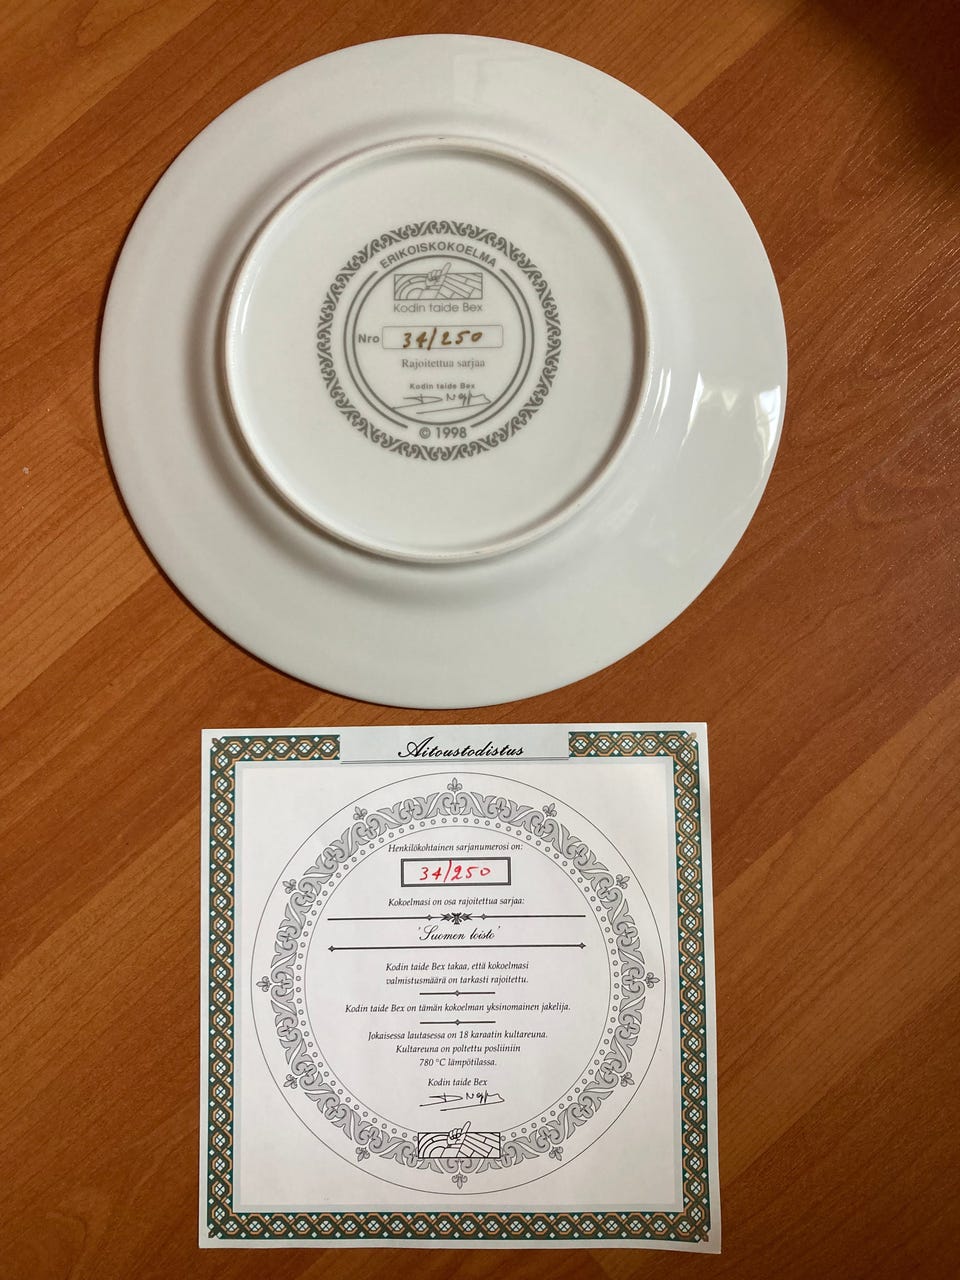 ERIKOISKOKOELMA
Kodin taide Bex
Nro 34/250
Rajoitettua sarjaa
Kodin taide Bex
© 1998
Aitoustodistus
Henkilökohtainen sarjanumerosi on:
34/250
Kokoelmasi on osa rajoitettua sarjaa:
'Suomen loisto'
Kodin taide Bex takaa, että kokoelmasi
valmistusmäärä on tarkasti rajoitettu.
Kodin taide Bex on tämän kokoelman yksinomainen jakelija.
Jokaisessa lautasessa on 18 karaatin kultareuna.
Kultareuna on poltettu posliiniin
780 °C lämpötilassa.
Kodin taide Bex